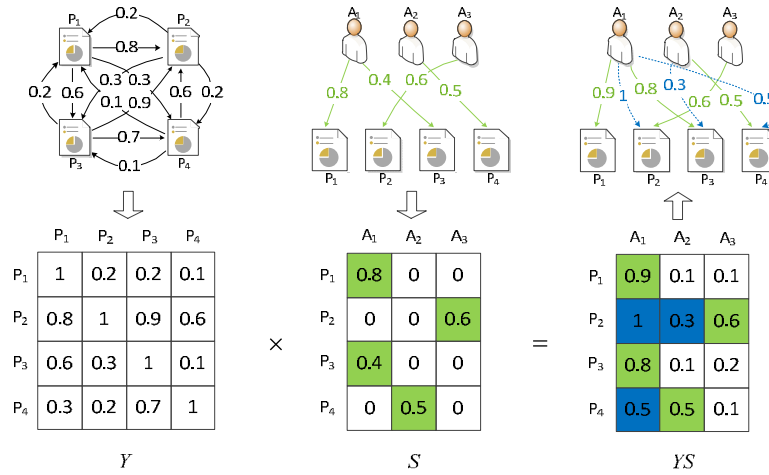 P1 0.2 P2
0.8
0.2 0.6 0.3 0.3 0.6 0.2
0.1 0.9
0.7
P3 0.1 P4
A1 A2 A3
0.8 0.4 0.6 0.5
P1 P2 P3 P4
A1 A2 A3
0.9 1 0.8 0.3 0.6 0.5
P1 P2 P3 P4
P1 P2 P3 P4
P1 1 0.2 0.2 0.1
P2 0.8 1 0.9 0.6
P3 0.6 0.3 1 0.1
P4 0.3 0.2 0.7 1
Y
×
A1 A2 A3
P1 0.8 0 0
P2 0 0 0.6
P3 0.4 0 0
P4 0 0.5 0
S
=
A1 A2 A3
P1 0.9 0.1 0.1
P2 1 0.3 0.6
P3 0.8 0.1 0.2
P4 0.5 0.5 0.1
YS